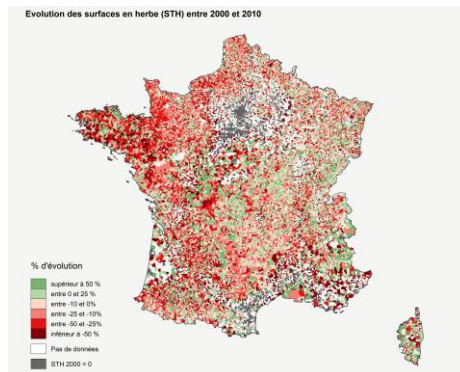 Evolution des surfaces en herbe (STH) entre 2000 et 2010
% d'évolution
supérieur à 50 %
entre 0 et 25 %
entre -10 et 0%
entre -25 et -10%
entre -50 et -25%
inférieur à -50 %
Pas de données
STH 2000 = 0